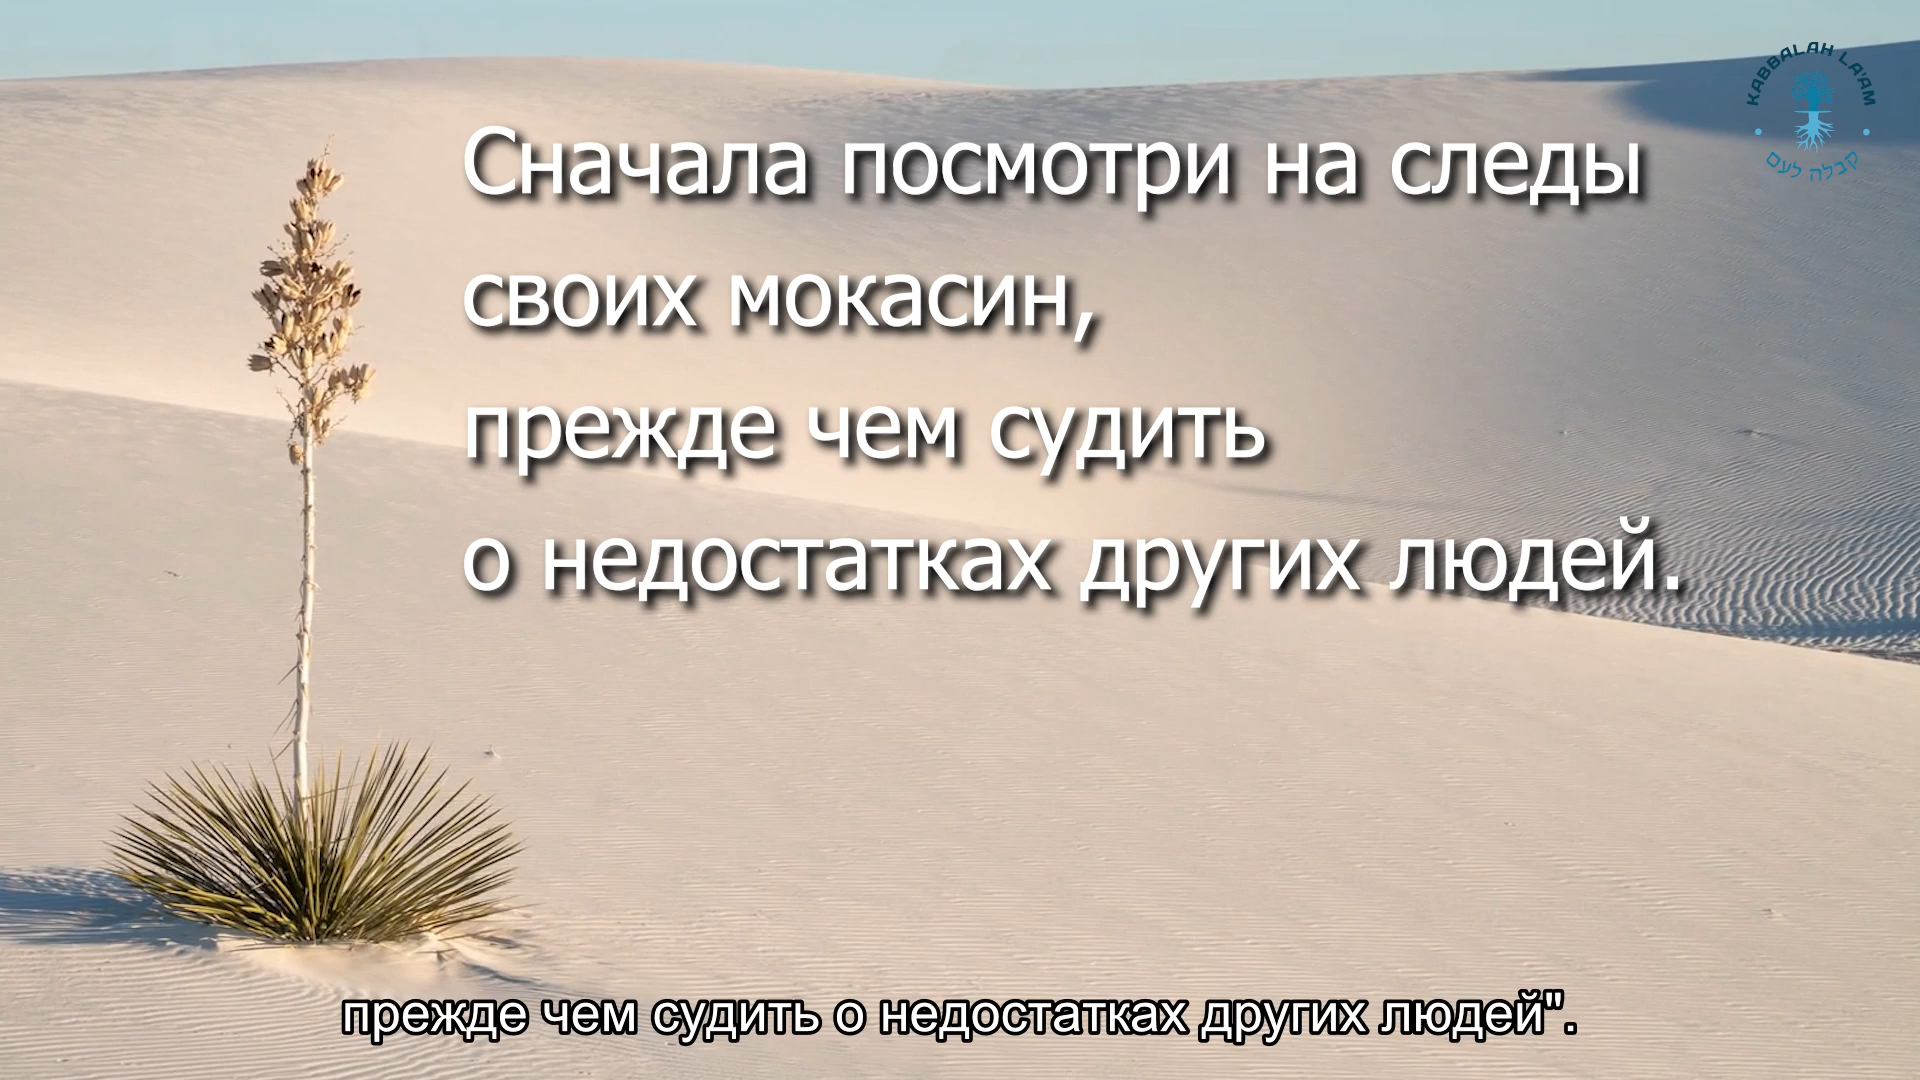 KABBALAH LA'AM
קבלה לעם
Сначала посмотри на следы
своих мокасин,
прежде чем судить
о недостатках других людей.
прежде чем судить о недостатках других людей".